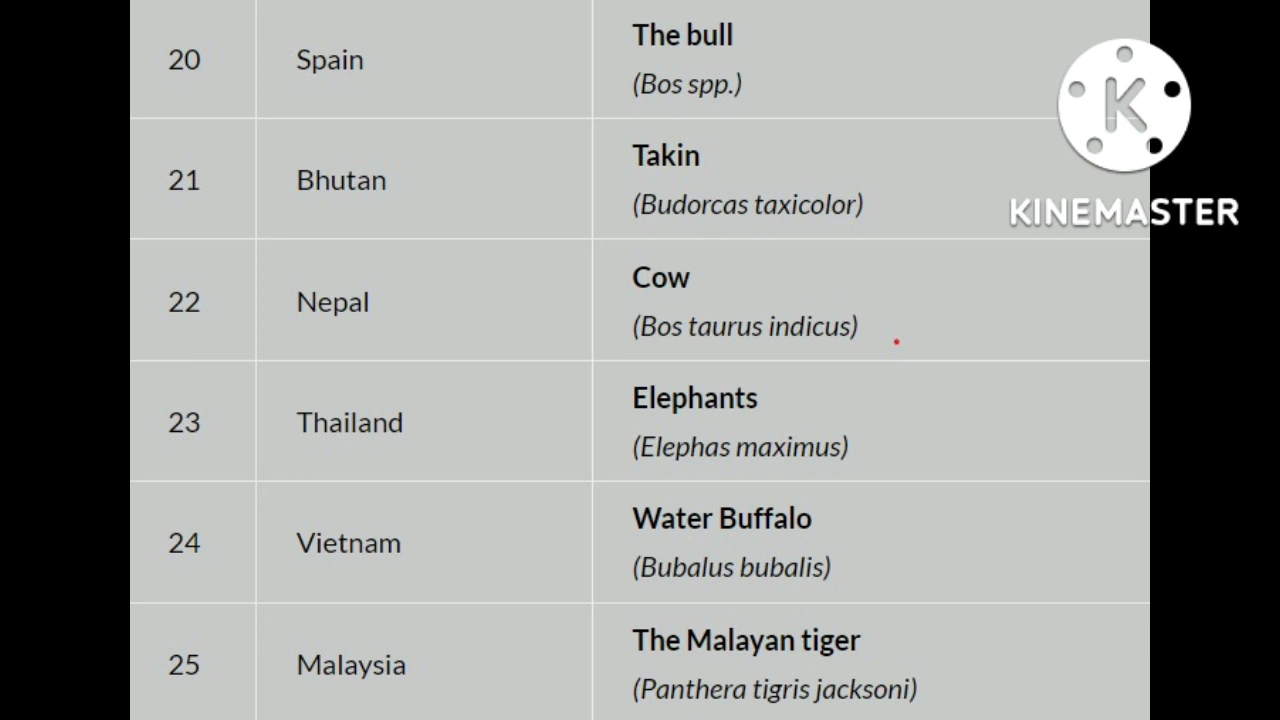 20 Spain The bull
(Bos spp.)
21 Bhutan Takin
(Budorcas taxicolor)
22 Nepal Cow
(Bos taurus indicus)
23 Thailand Elephants
(Elephas maximus)
24 Vietnam Water Buffalo
(Bubalus bubalis)
25 Malaysia The Malayan tiger
(Panthera tigris jacksoni)
K
KINEMASTER